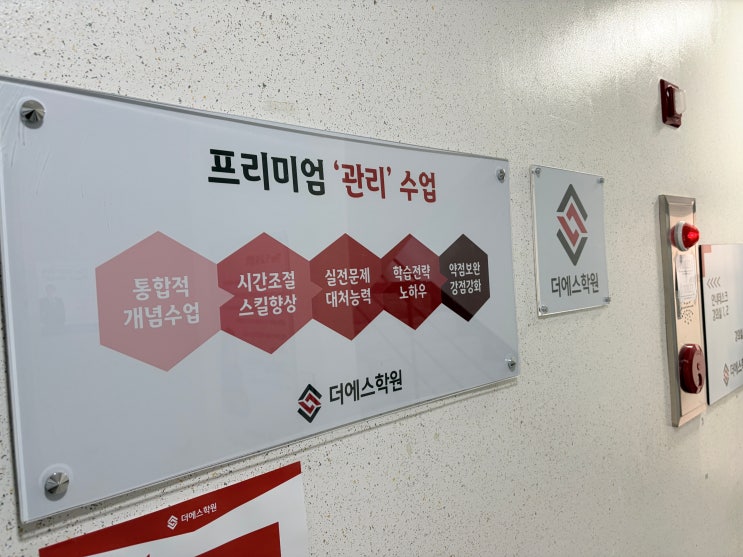 프리미엄 '관리' 수업
통합적
개념수업
시간조절
스킬향상
실전문제
대처능력
학습전략
노하우
약점보완
강점강화
더에스학원
더에스학원
더에스학원